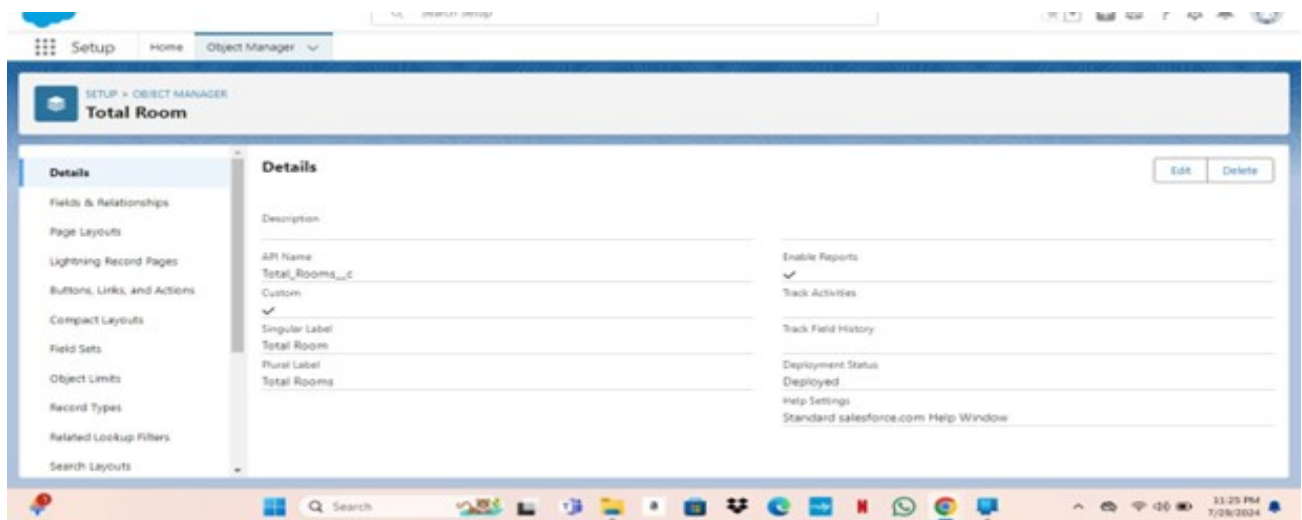 Search Setup
Setup
Home
Object Manager
SETUP > OBJECT MANAGER
Total Room
Details
Fields & Relationships
Page Layouts
Lightning Record Pages
Buttons, Links, and Actions
Compact Layouts
Field Sets
Object Limits
Record Types
Related Lookup Filters
Search Layouts
Details
Edit
Delete
Description
API Name
Total_Rooms__c
Custom
Singular Label
Total Room
Plural Label
Total Rooms
Enable Reports
Track Activities
Track Field History
Deployment Status
Deployed
Help Settings
Standard salesforce.com Help Window
Search
11:25 PM
7/29/2024